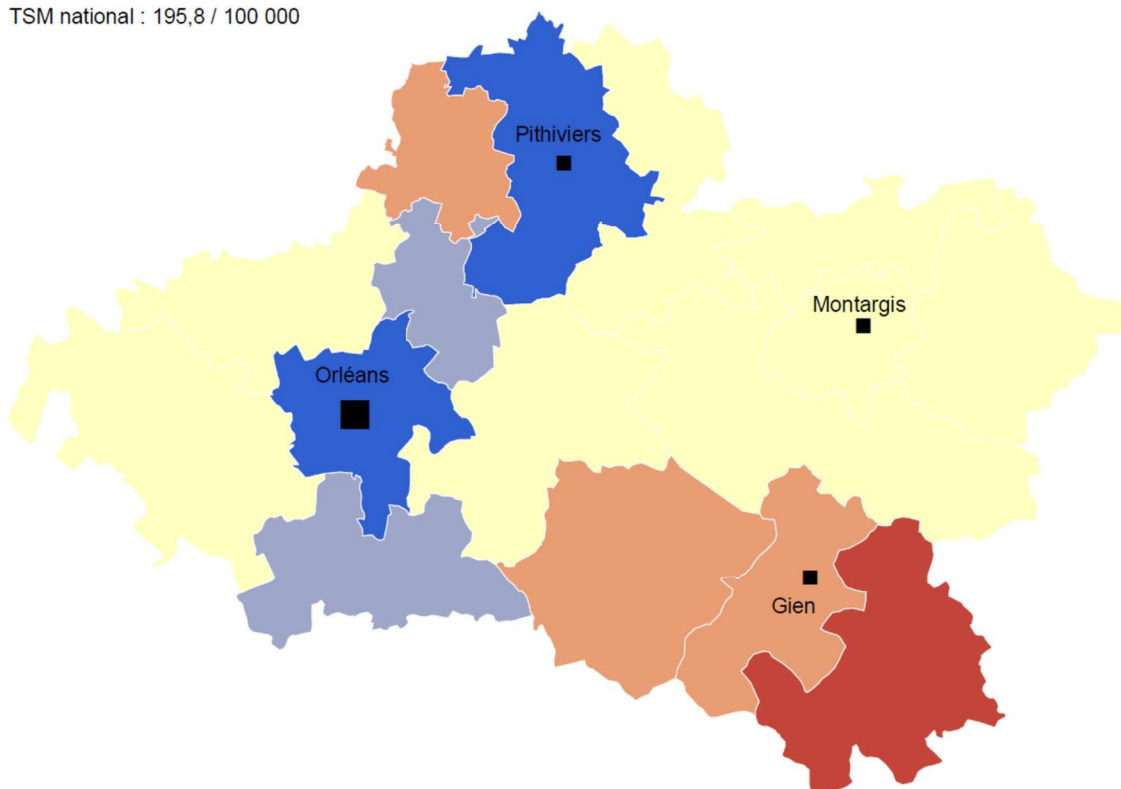 TSM national : 195,8 / 100 000
Pithiviers
Montargis
Orléans
Gien